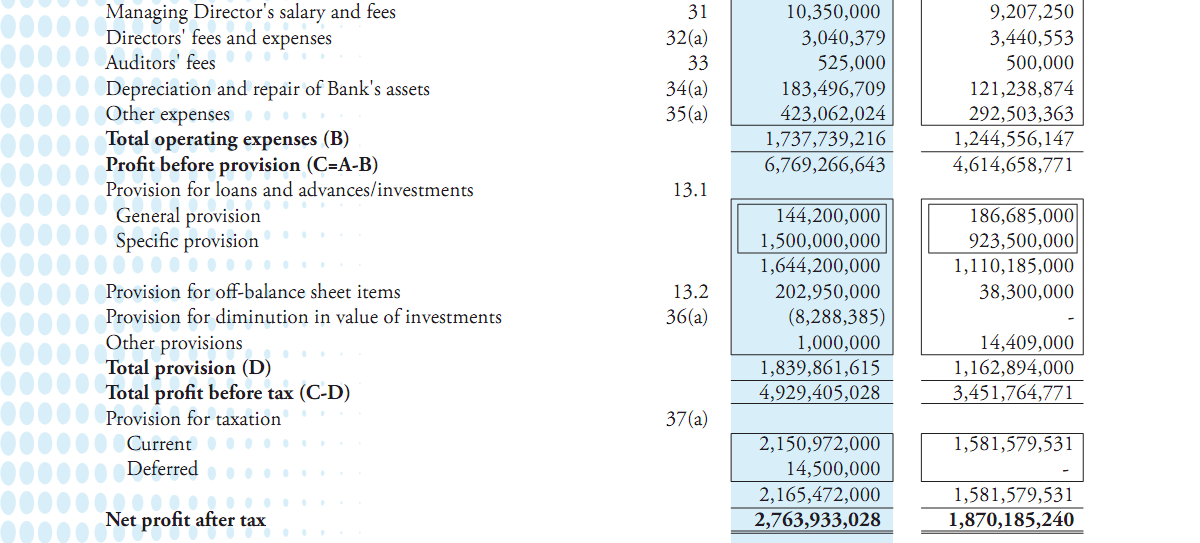 Managing Director's salary and fees 31 10,350,000 9,207,250
Directors' fees and expenses 32(a) 3,040,379 3,440,553
Auditors' fees 33 525,000 500,000
Depreciation and repair of Bank's assets 34(a) 183,496,709 121,238,874
Other expenses 35(a) 423,062,024 292,503,363
Total operating expenses (B) 1,737,739,216 1,244,556,147
Profit before provision (C=A-B) 6,769,266,643 4,614,658,771
Provision for loans and advances/investments 13.1
General provision 144,200,000 186,685,000
Specific provision 1,500,000,000 923,500,000
1,644,200,000 1,110,185,000
Provision for off-balance sheet items 13.2 202,950,000 38,300,000
Provision for diminution in value of investments 36(a) (8,288,385) -
Other provisions 1,000,000 14,409,000
Total provision (D) 1,839,861,615 1,162,894,000
Total profit before tax (C-D) 4,929,405,028 3,451,764,771
Provision for taxation 37(a)
Current 2,150,972,000 1,581,579,531
Deferred 14,500,000 -
2,165,472,000 1,581,579,531
Net profit after tax 2,763,933,028 1,870,185,240